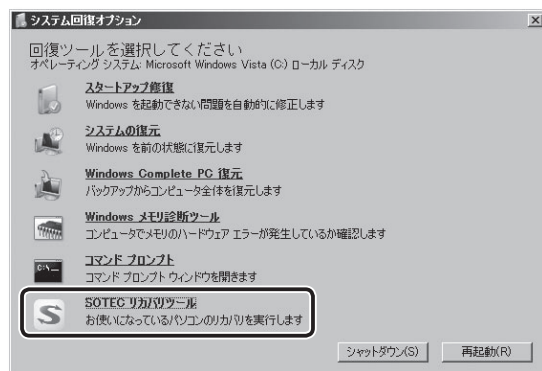 システム回復オプション
回復ツールを選択してください
オペレーティング システム: Microsoft Windows Vista (C:) ローカル ディスク
スタートアップ修復
Windows を起動できない問題を自動的に修正します
システムの復元
Windows を前の状態に復元します
Windows Complete PC 復元
バックアップからコンピュータ全体を復元します
Windows メモリ診断ツール
コンピュータでメモリのハードウェア エラーが発生しているか確認します
C:\_
コマンド プロンプト
コマンド プロンプト ウィンドウを開きます
S
SOTEC リカバリツール
お使いになっているパソコンのリカバリを実行します
シャットダウン(S) 再起動(R)